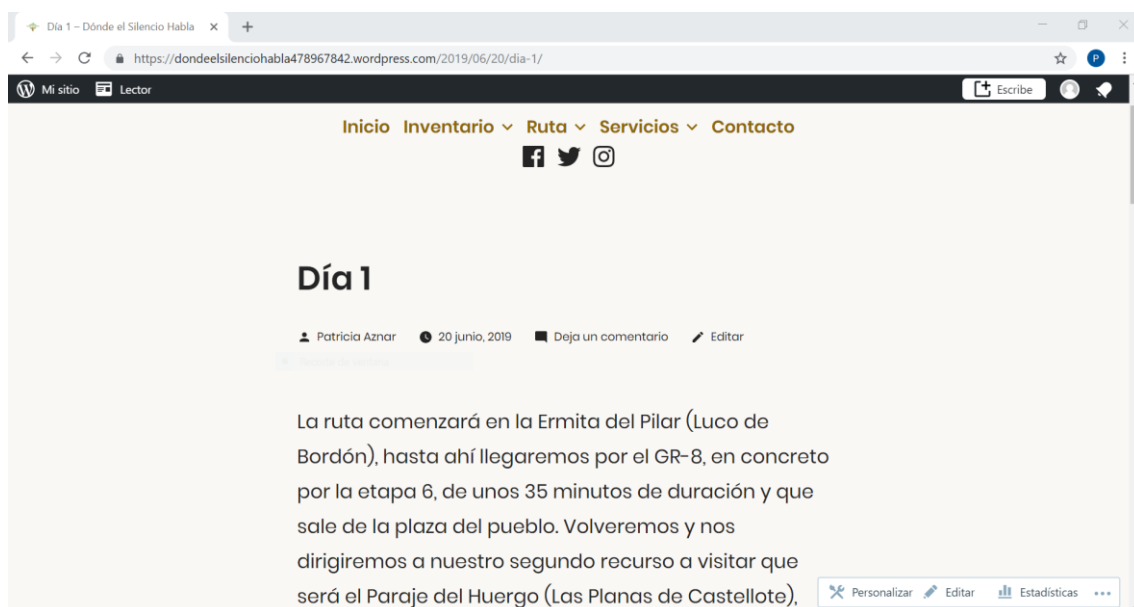 Día 1 – Dónde el Silencio Habla
https://dondeelsilenciohabla478967842.wordpress.com/2019/06/20/dia-1/
P
Mi sitio Lector Escribe
Inicio Inventario Ruta Servicios Contacto
Día 1
Patricia Aznar 20 junio, 2019 Deja un comentario Editar
La ruta comenzará en la Ermita del Pilar (Luco de
Bordón), hasta ahí llegaremos por el GR-8, en concreto
por la etapa 6, de unos 35 minutos de duración y que
sale de la plaza del pueblo. Volveremos y nos
dirigiremos a nuestro segundo recurso a visitar que
será el Paraje del Huergo (Las Planas de Castellote),
Personalizar Editar Estadísticas